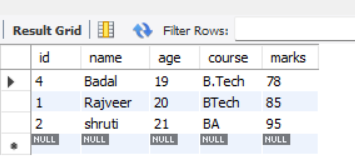 Result Grid Filter Rows:
id name age course marks
4 Badal 19 B.Tech 78
1 Rajveer 20 BTech 85
2 shruti 21 BA 95
NULL NULL NULL NULL NULL